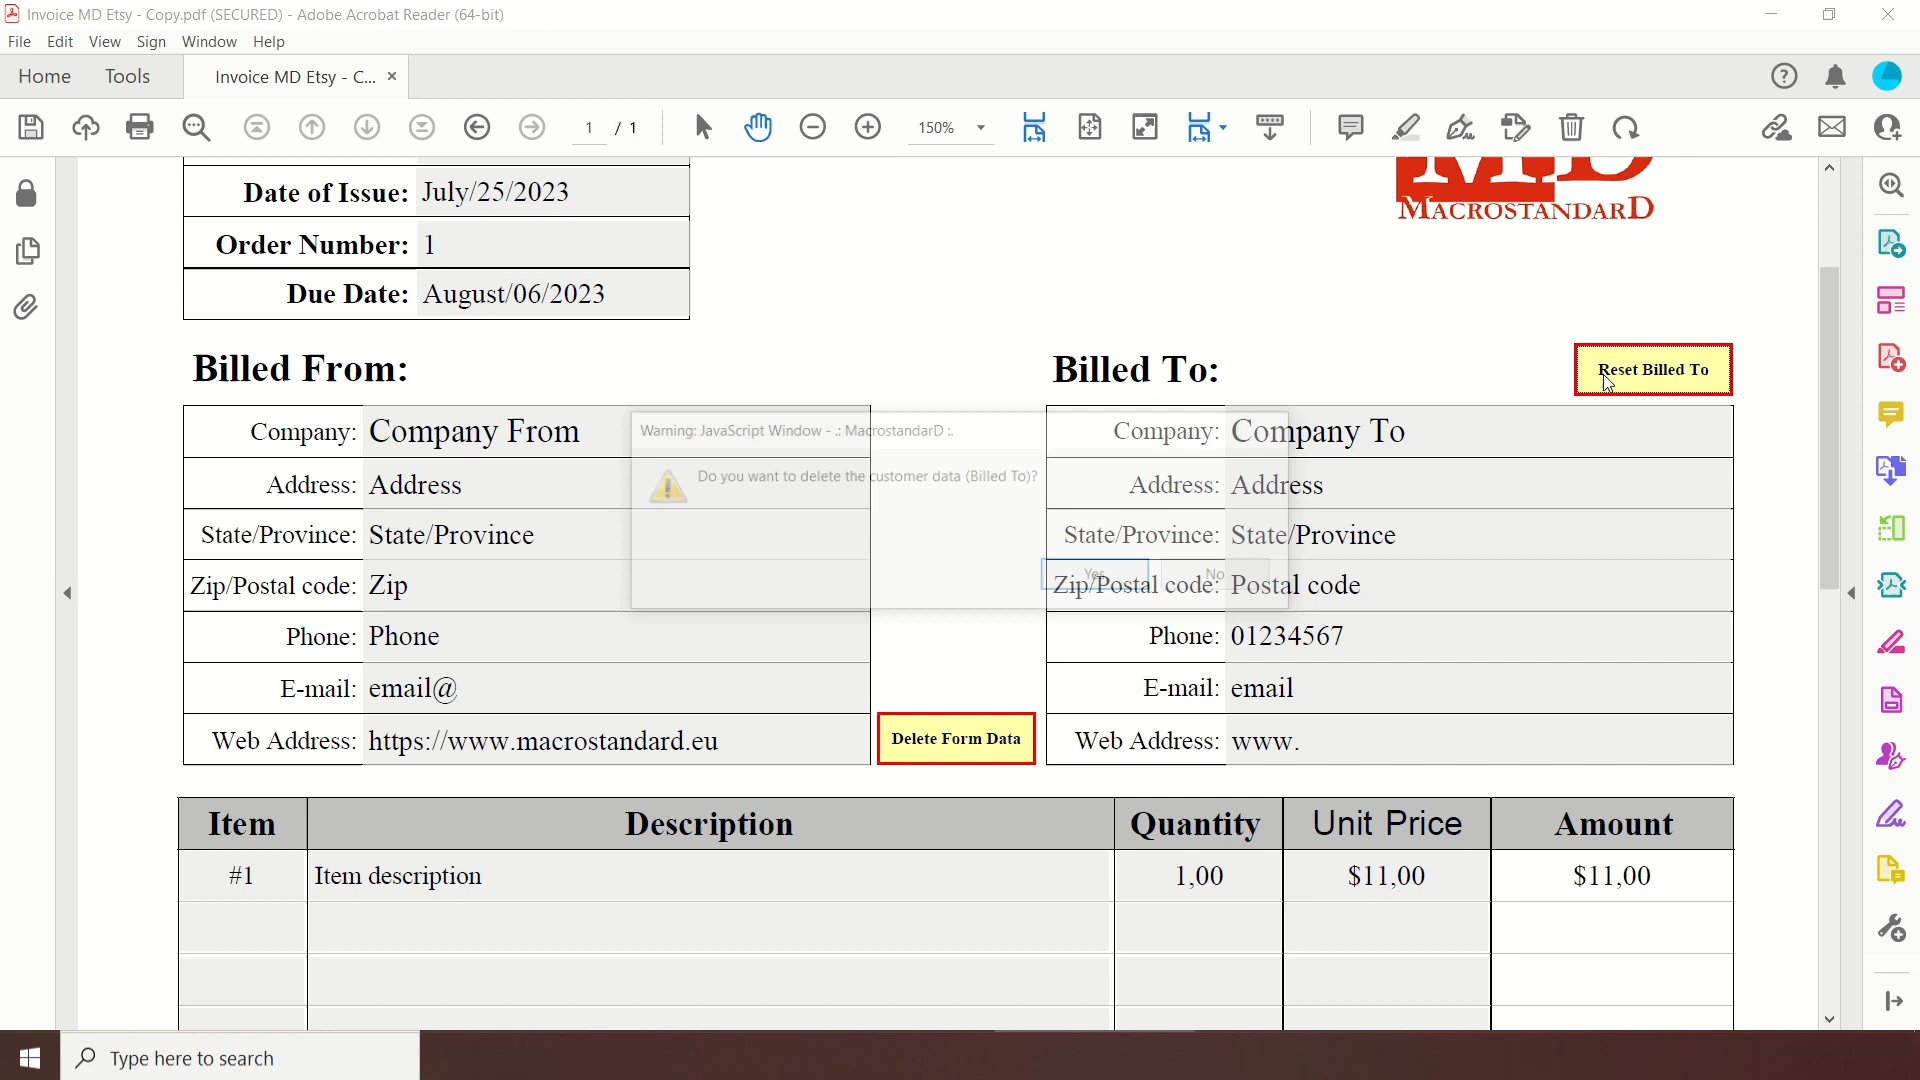 Invoice MD Etsy - Copy.pdf (SECURED) - Adobe Acrobat Reader (64-bit)
File Edit View Sign Window Help
Home Tools Invoice MD Etsy - C... ×
1 / 1 150%
MACROSTANDARD
Date of Issue: July/25/2023
Order Number: 1
Due Date: August/06/2023
Billed From: Billed To: Reset Billed To
Company: Company From Company: Company To
Warning: JavaScript Window - .: MacrostandarD :.
Do you want to delete the customer data (Billed To)?
Yes No
Address: Address Address: Address
State/Province: State/Province State/Province: State/Province
Zip/Postal code: Zip Zip/Postal code: Postal code
Phone: Phone Phone: 01234567
E-mail: email@ E-mail: email
Web Address: https://www.macrostandard.eu Delete Form Data Web Address: www.
Item Description Quantity Unit Price Amount
#1 Item description 1,00 $11,00 $11,00
Type here to search